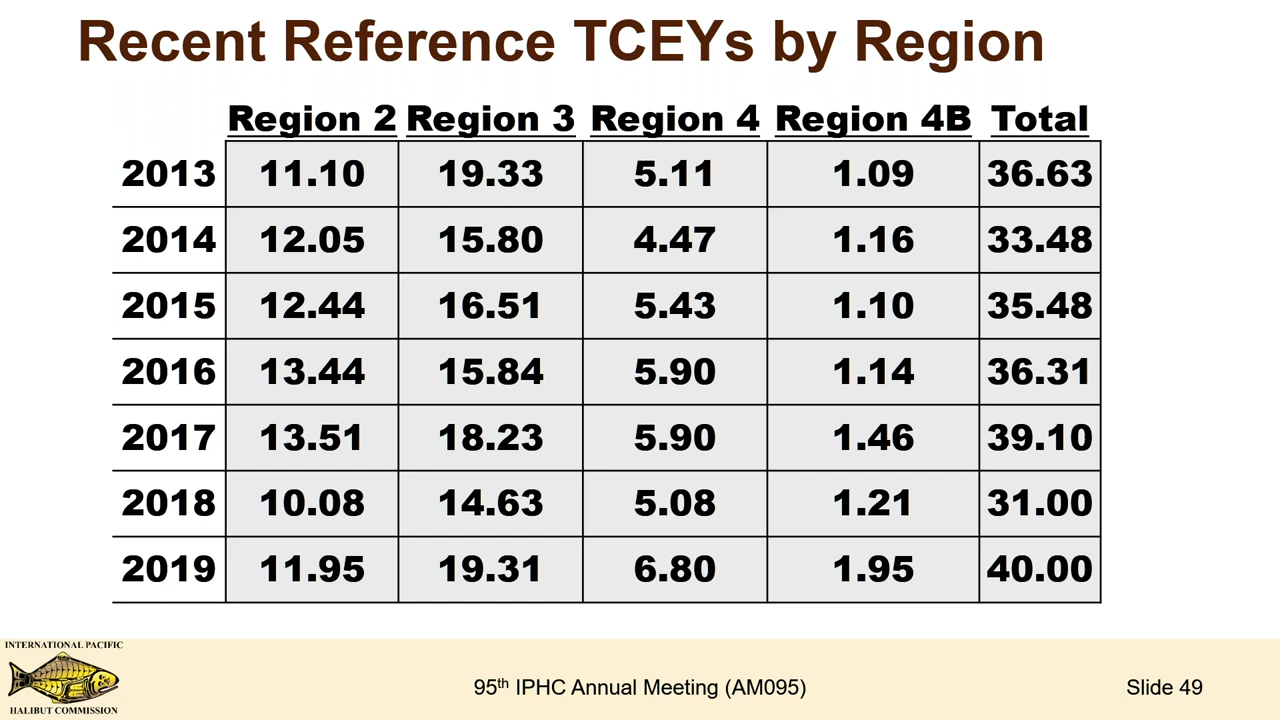 Recent Reference TCEYs by Region
Region 2 Region 3 Region 4 Region 4B Total
2013 11.10 19.33 5.11 1.09 36.63
2014 12.05 15.80 4.47 1.16 33.48
2015 12.44 16.51 5.43 1.10 35.48
2016 13.44 15.84 5.90 1.14 36.31
2017 13.51 18.23 5.90 1.46 39.10
2018 10.08 14.63 5.08 1.21 31.00
2019 11.95 19.31 6.80 1.95 40.00
INTERNATIONAL PACIFIC
HALIBUT COMMISSION
95th IPHC Annual Meeting (AM095)
Slide 49